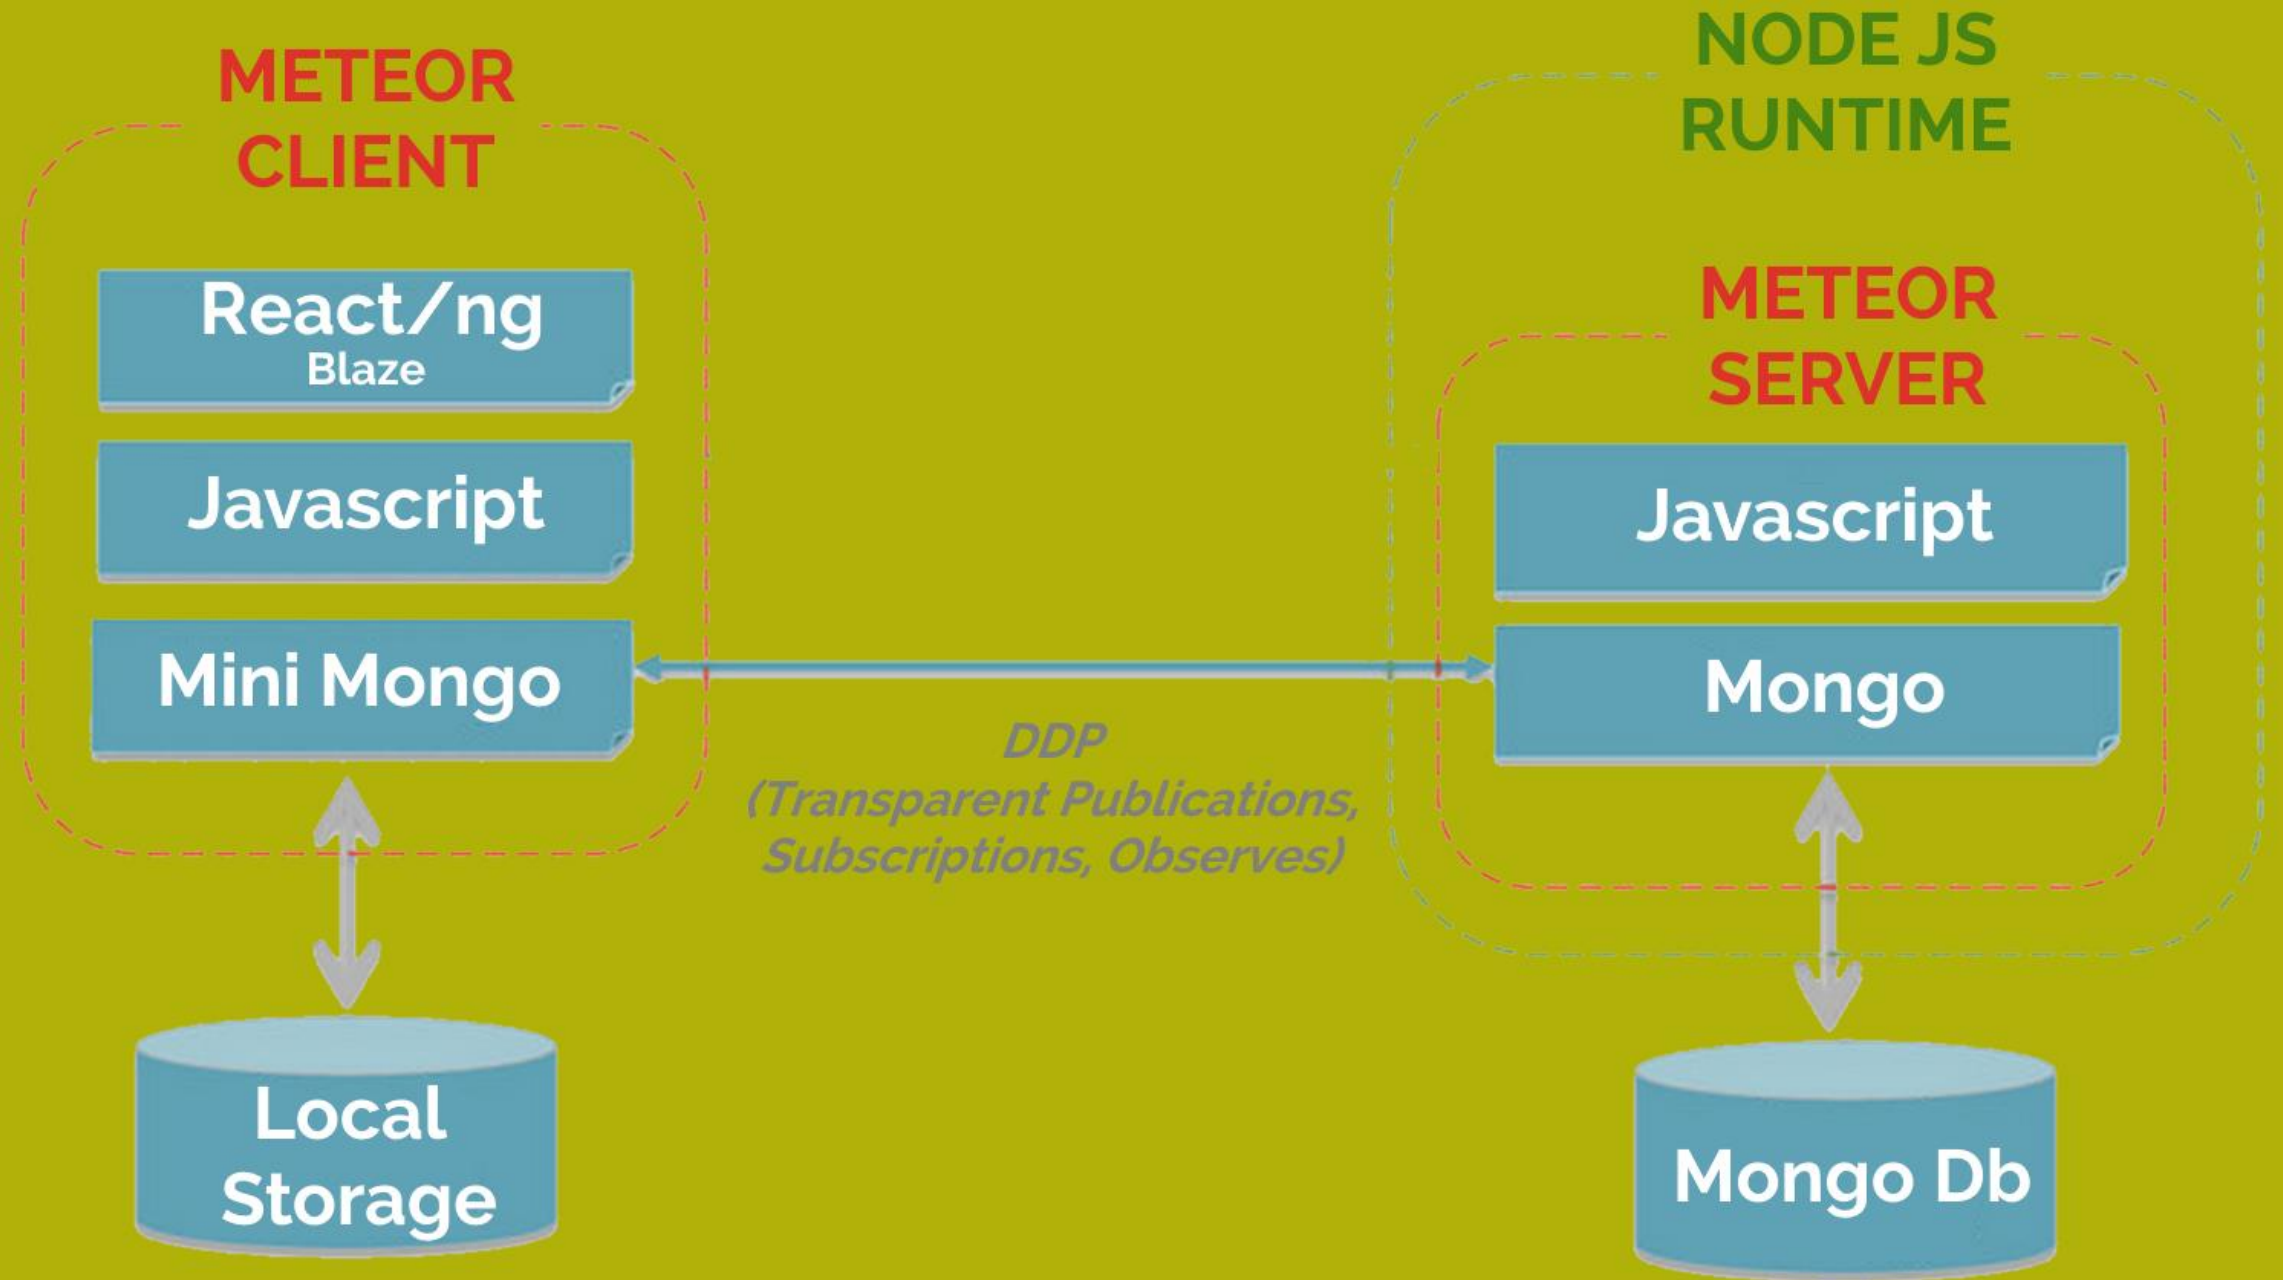 METEOR
CLIENT
React/ng
Blaze
Javascript
Mini Mongo
Local
Storage
DDP
(Transparent Publications,
Subscriptions, Observes)
NODE JS
RUNTIME
METEOR
SERVER
Javascript
Mongo
Mongo Db